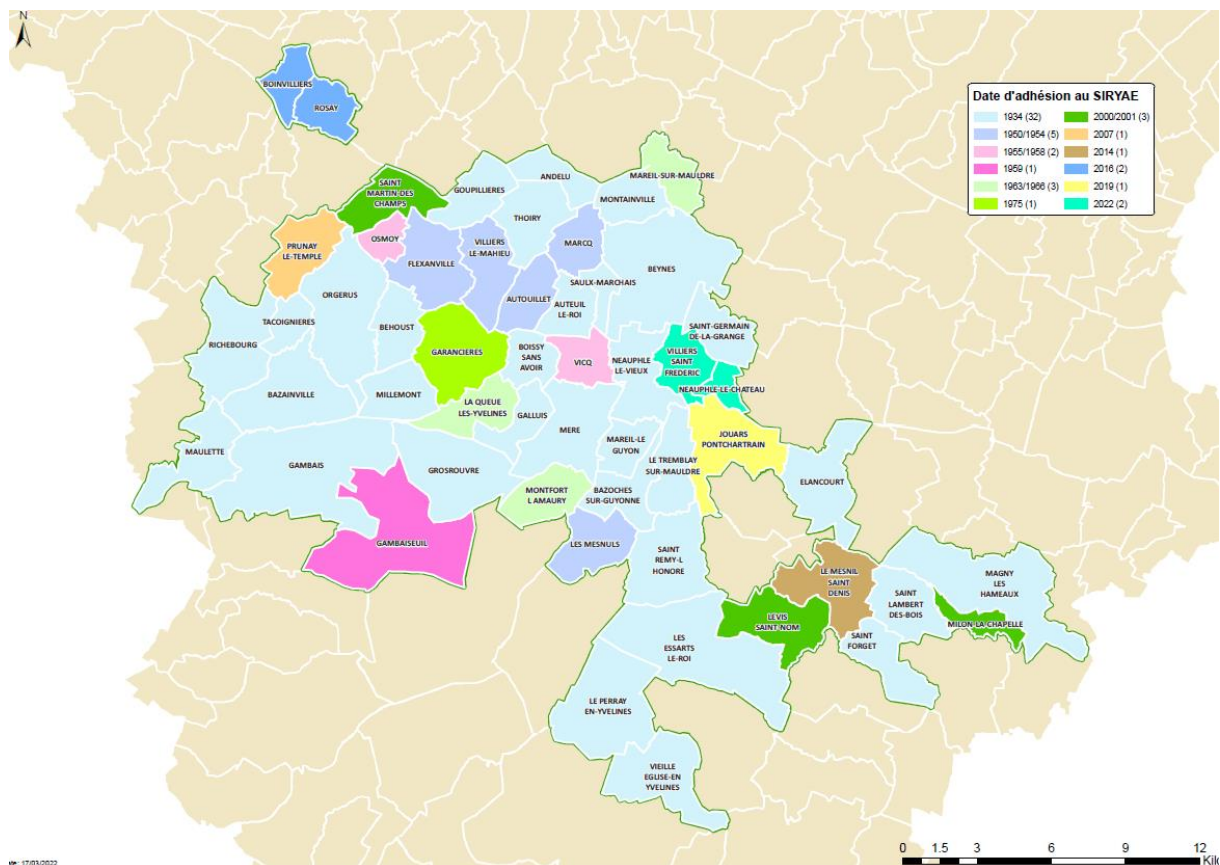 N
BOINVILLIERS
ROSAY
Date d'adhésion au SIRYAE
1934 (32)
1950/1954 (5)
1955/1958 (2)
1959 (1)
1963/1966 (3)
1975 (1)
2000/2001 (3)
2007 (1)
2014 (1)
2016 (2)
2019 (1)
2022 (2)
SAINT
MARTIN-DES
CHAMPS
GOUPILLIERES
ANDELU
MAREIL-SUR-MAULDRE
MONTAINVILLE
THOIRY
OSMOY
PRUNAY
LE-TEMPLE
FLEXANVILLE
VILLIERS
LE-MAHIEU
MARCQ
BEYNES
SAULX-MARCHAIS
ORGERUS
AUTOUILLET
AUTEUIL
LE-ROI
TACOIGNIERES
BEHOUST
RICHEBOURG
SAINT-GERMAIN
DE-LA-GRANGE
GARANCIERES
BOISSY
SANS
AVOIR
VICQ
NEAUPHLE
LE-VIEUX
VILLIERS
SAINT
FREDERIC
NEAUPHLE-LE-CHATEAU
BAZAINVILLE
MILLEMONT
LA QUEUE
LES-YVELINES
GALLUIS
MERE
JOUARS
PONTCHARTRAIN
MAREIL-LE
GUYON
MAULETTE
GAMBAIS
GROSROUVRE
LE TREMBLAY
SUR-MAULDRE
ELANCOURT
MONTFORT
L AMAURY
BAZOCHES
SUR-GUYONNE
GAMBAISEUIL
LES MESNULS
SAINT
REMY-L
HONORE
LE MESNIL
SAINT
DENIS
MAGNY
LES
HAMEAUX
SAINT
LAMBERT
DES-BOIS
LEVIS
SAINT-NOM
MILON-LA-CHAPELLE
SAINT
FORGET
LES
ESSARTS
LE-ROI
LE PERRAY
EN-YVELINES
VIEILLE
EGLISE-EN
YVELINES
0 1.5 3 6 9 12
Kilo
17/03/2022